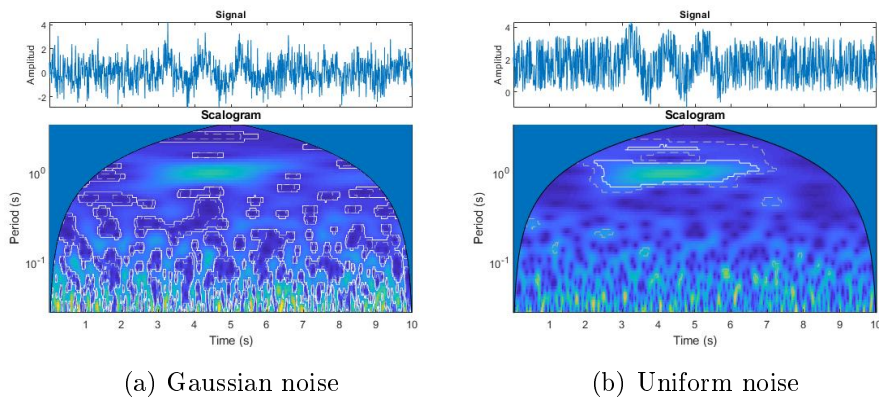 Signal
Amplitud
4
2
0
-2
Scalogram
Period (s)
10^0
10^-1
1 2 3 4 5 6 7 8 9 10
Time (s)
(a) Gaussian noise
Signal
Amplitud
4
2
0
Scalogram
Period (s)
10^0
10^-1
1 2 3 4 5 6 7 8 9 10
Time (s)
(b) Uniform noise